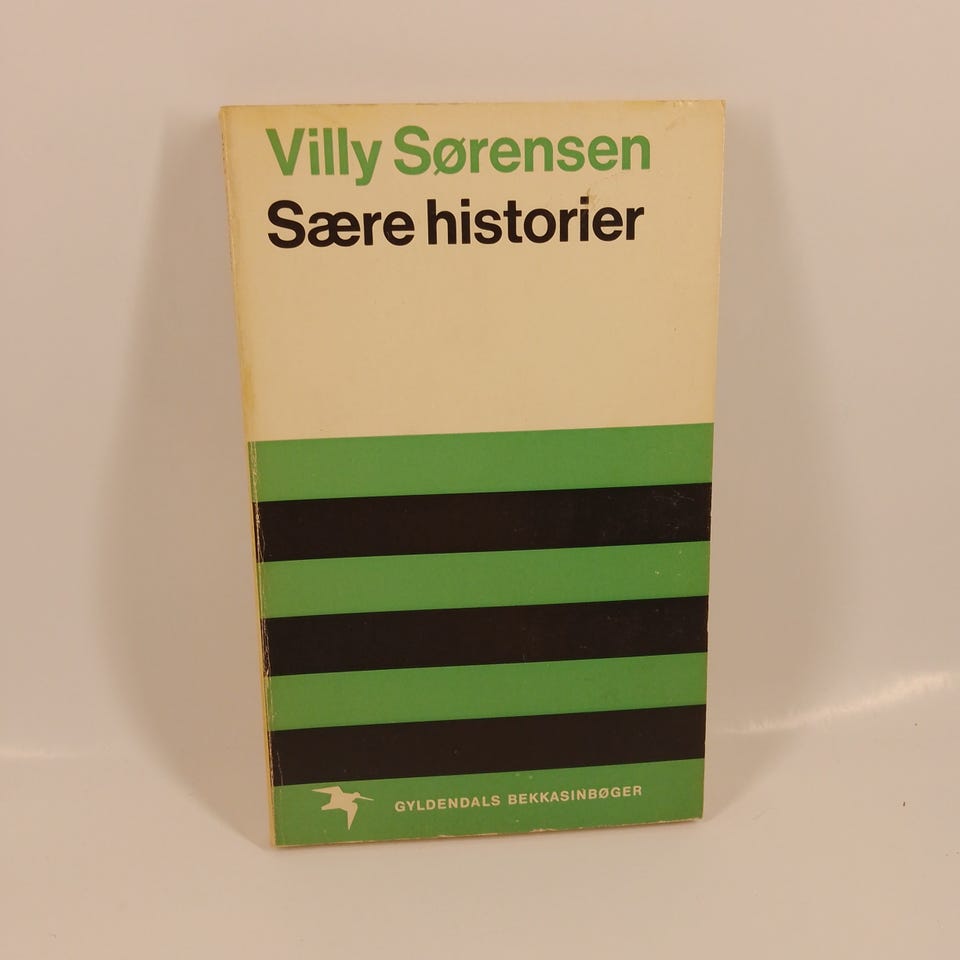 Villy Sørensen
Sære historier
GYLDENDALS BEKKASINBØGER